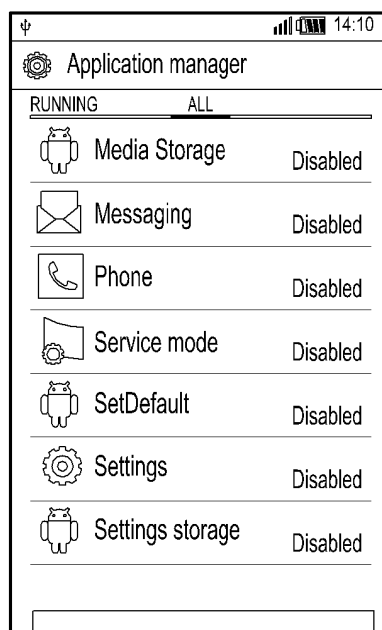 14:10
Application manager
RUNNING ALL
Media Storage Disabled
Messaging Disabled
Phone Disabled
Service mode Disabled
SetDefault Disabled
Settings Disabled
Settings storage Disabled